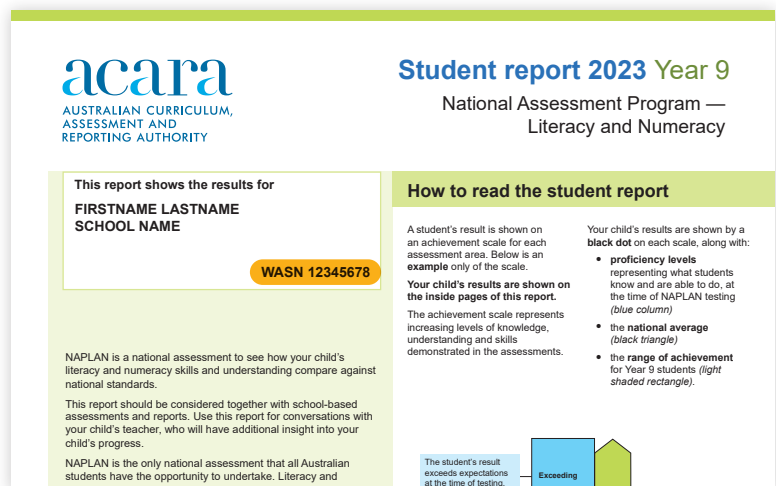 acara
AUSTRALIAN CURRICULUM,
ASSESSMENT AND
REPORTING AUTHORITY
Student report 2023 Year 9
National Assessment Program —
Literacy and Numeracy
This report shows the results for
FIRSTNAME LASTNAME
SCHOOL NAME
WASN 12345678
NAPLAN is a national assessment to see how your child's
literacy and numeracy skills and understanding compare against
national standards.
This report should be considered together with school-based
assessments and reports. Use this report for conversations with
your child's teacher, who will have additional insight into your
child's progress.
NAPLAN is the only national assessment that all Australian
students have the opportunity to undertake. Literacy and
How to read the student report
A student's result is shown on
an achievement scale for each
assessment area. Below is an
example only of the scale.
Your child's results are shown on
the inside pages of this report.
The achievement scale represents
increasing levels of knowledge,
understanding and skills
demonstrated in the assessments.
Your child's results are shown by a
black dot on each scale, along with:
• proficiency levels
representing what students
know and are able to do, at
the time of NAPLAN testing
(blue column)
• the national average
(black triangle)
• the range of achievement
for Year 9 students (light
shaded rectangle).
The student's result
exceeds expectations
at the time of testing.
Exceeding